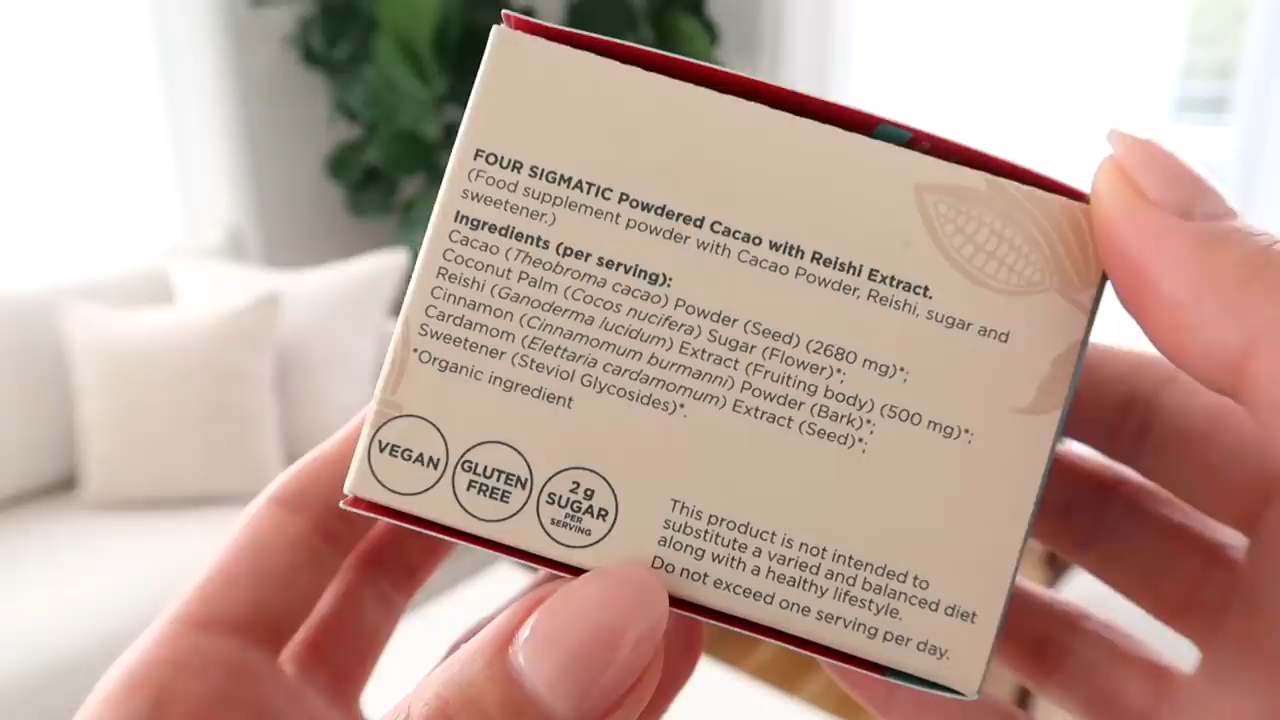 FOUR SIGMATIC Powdered Cacao with Reishi Extract.
(Food supplement powder with Cacao Powder, Reishi, sugar and
sweetener.)
Ingredients (per serving):
Cacao (Theobroma cacao) Powder (Seed) (2680 mg)*;
Coconut Palm (Cocos nucifera) Sugar (Flower)*;
Reishi (Ganoderma lucidum) Extract (Fruiting body) (500 mg)*;
Cinnamon (Cinnamomum burmanni) Powder (Bark)*;
Cardamom (Elettaria cardamomum) Extract (Seed)*;
Sweetener (Steviol Glycosides)*.
*Organic ingredient
VEGAN
GLUTEN
FREE
2 g
SUGAR
PER
SERVING
This product is not intended to
substitute a varied and balanced diet
along with a healthy lifestyle.
Do not exceed one serving per day.